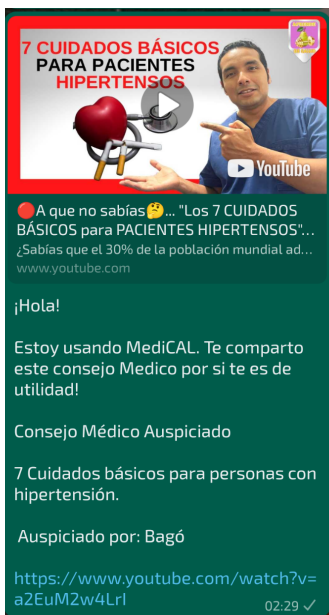 7 CUIDADOS BÁSICOS
PARA PACIENTES
HIPERTENSOS
YouTube
🔴A que no sabías🤔... "Los 7 CUIDADOS
BÁSICOS para PACIENTES HIPERTENSOS"...
¿Sabías que el 30% de la población mundial ad...
www.youtube.com
¡Hola!
Estoy usando MediCAL. Te comparto
este consejo Medico por si te es de
utilidad!
Consejo Médico Auspiciado
7 Cuidados básicos para personas con
hipertensión.
Auspiciado por: Bagó
https://www.youtube.com/watch?v=
a2EuM2w4LrI
02:29